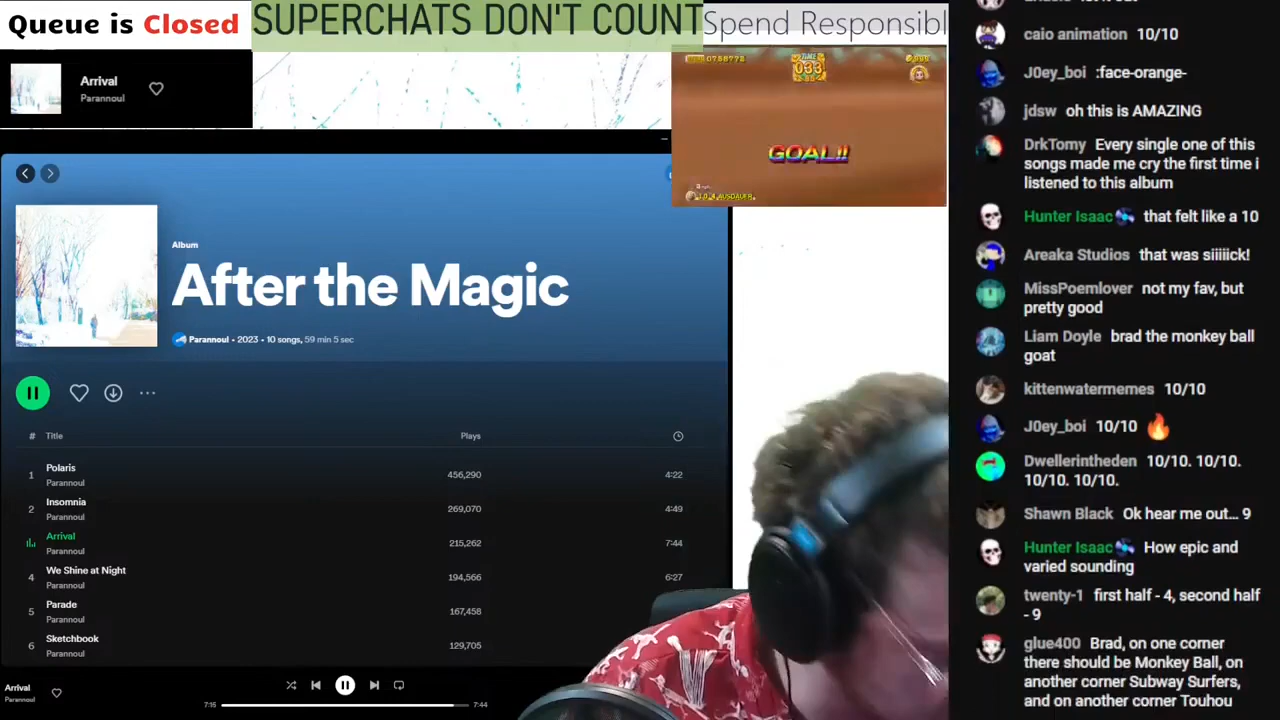 Queue is Closed
SUPERCHATS DON'T COUNT
Spend Responsibl
Arrival
Parannoul
TIME
033
GOAL!!
Album
After the Magic
Parannoul • 2023 • 10 songs, 59 min 5 sec
# Title Plays
1 Polaris 456,290 4:22
Parannoul
2 Insomnia 269,070 4:49
Parannoul
Arrival 215,262 7:44
Parannoul
4 We Shine at Night 194,566 6:27
Parannoul
5 Parade 167,458
Parannoul
6 Sketchbook 129,705
Parannoul
Arrival
Parannoul
7:15 7:44
caio animation 10/10
J0ey_boi :face-orange-
jdsw oh this is AMAZING
DrkTomy Every single one of this
songs made me cry the first time i
listened to this album
Hunter Isaac that felt like a 10
Areaka Studios that was siiiiick!
MissPoemlover not my fav, but
pretty good
Liam Doyle brad the monkey ball
goat
kittenwatermemes 10/10
J0ey_boi 10/10 🔥
Dwellerintheden 10/10. 10/10.
10/10. 10/10.
Shawn Black Ok hear me out... 9
Hunter Isaac How epic and
varied sounding
twenty-1 first half - 4, second half
- 9
glue400 Brad, on one corner
there should be Monkey Ball, on
another corner Subway Surfers,
and on another corner Touhou